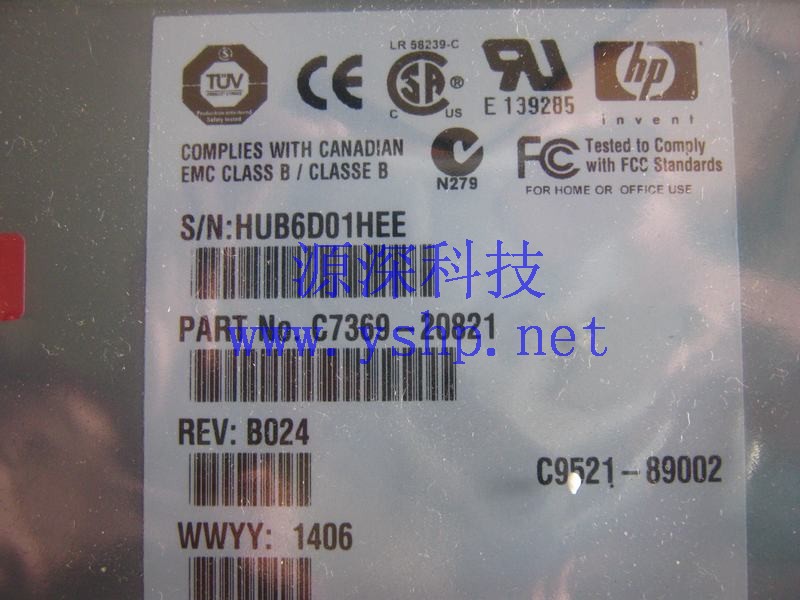 LR 58239-C
TÜV
CE
SA ®
C US
E 139285
hp
invent
COMPLIES WITH CANADIAN
EMC CLASS B / CLASSE B
N279
FC Tested to Comply
with FCC Standards
FOR HOME OR OFFICE USE
S/N:HUB6D01HEE
源深科技
PART No. C7369-20821
www.yshp.net
REV: B024
C9521-89002
WWYY: 1406